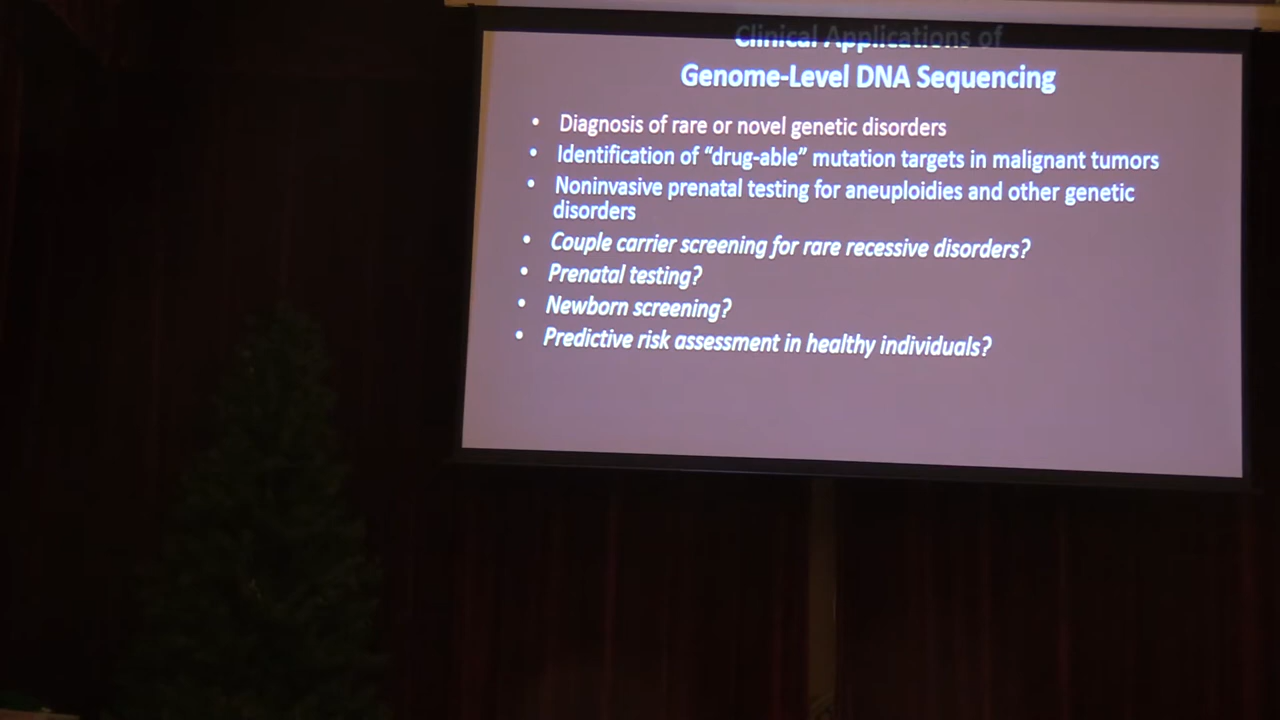 Clinical Applications of
Genome-Level DNA Sequencing
• Diagnosis of rare or novel genetic disorders
• Identification of “drug-able” mutation targets in malignant tumors
• Noninvasive prenatal testing for aneuploidies and other genetic
disorders
• Couple carrier screening for rare recessive disorders?
• Prenatal testing?
• Newborn screening?
• Predictive risk assessment in healthy individuals?